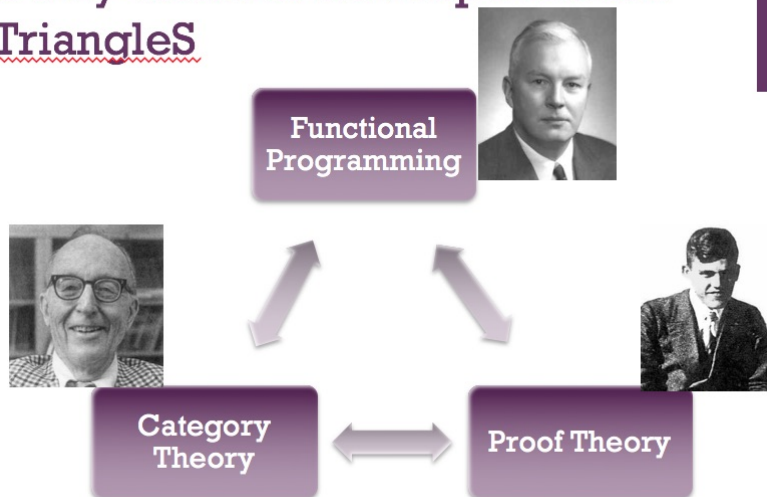 TriangleS
Functional
Programming
Category
Theory
Proof Theory